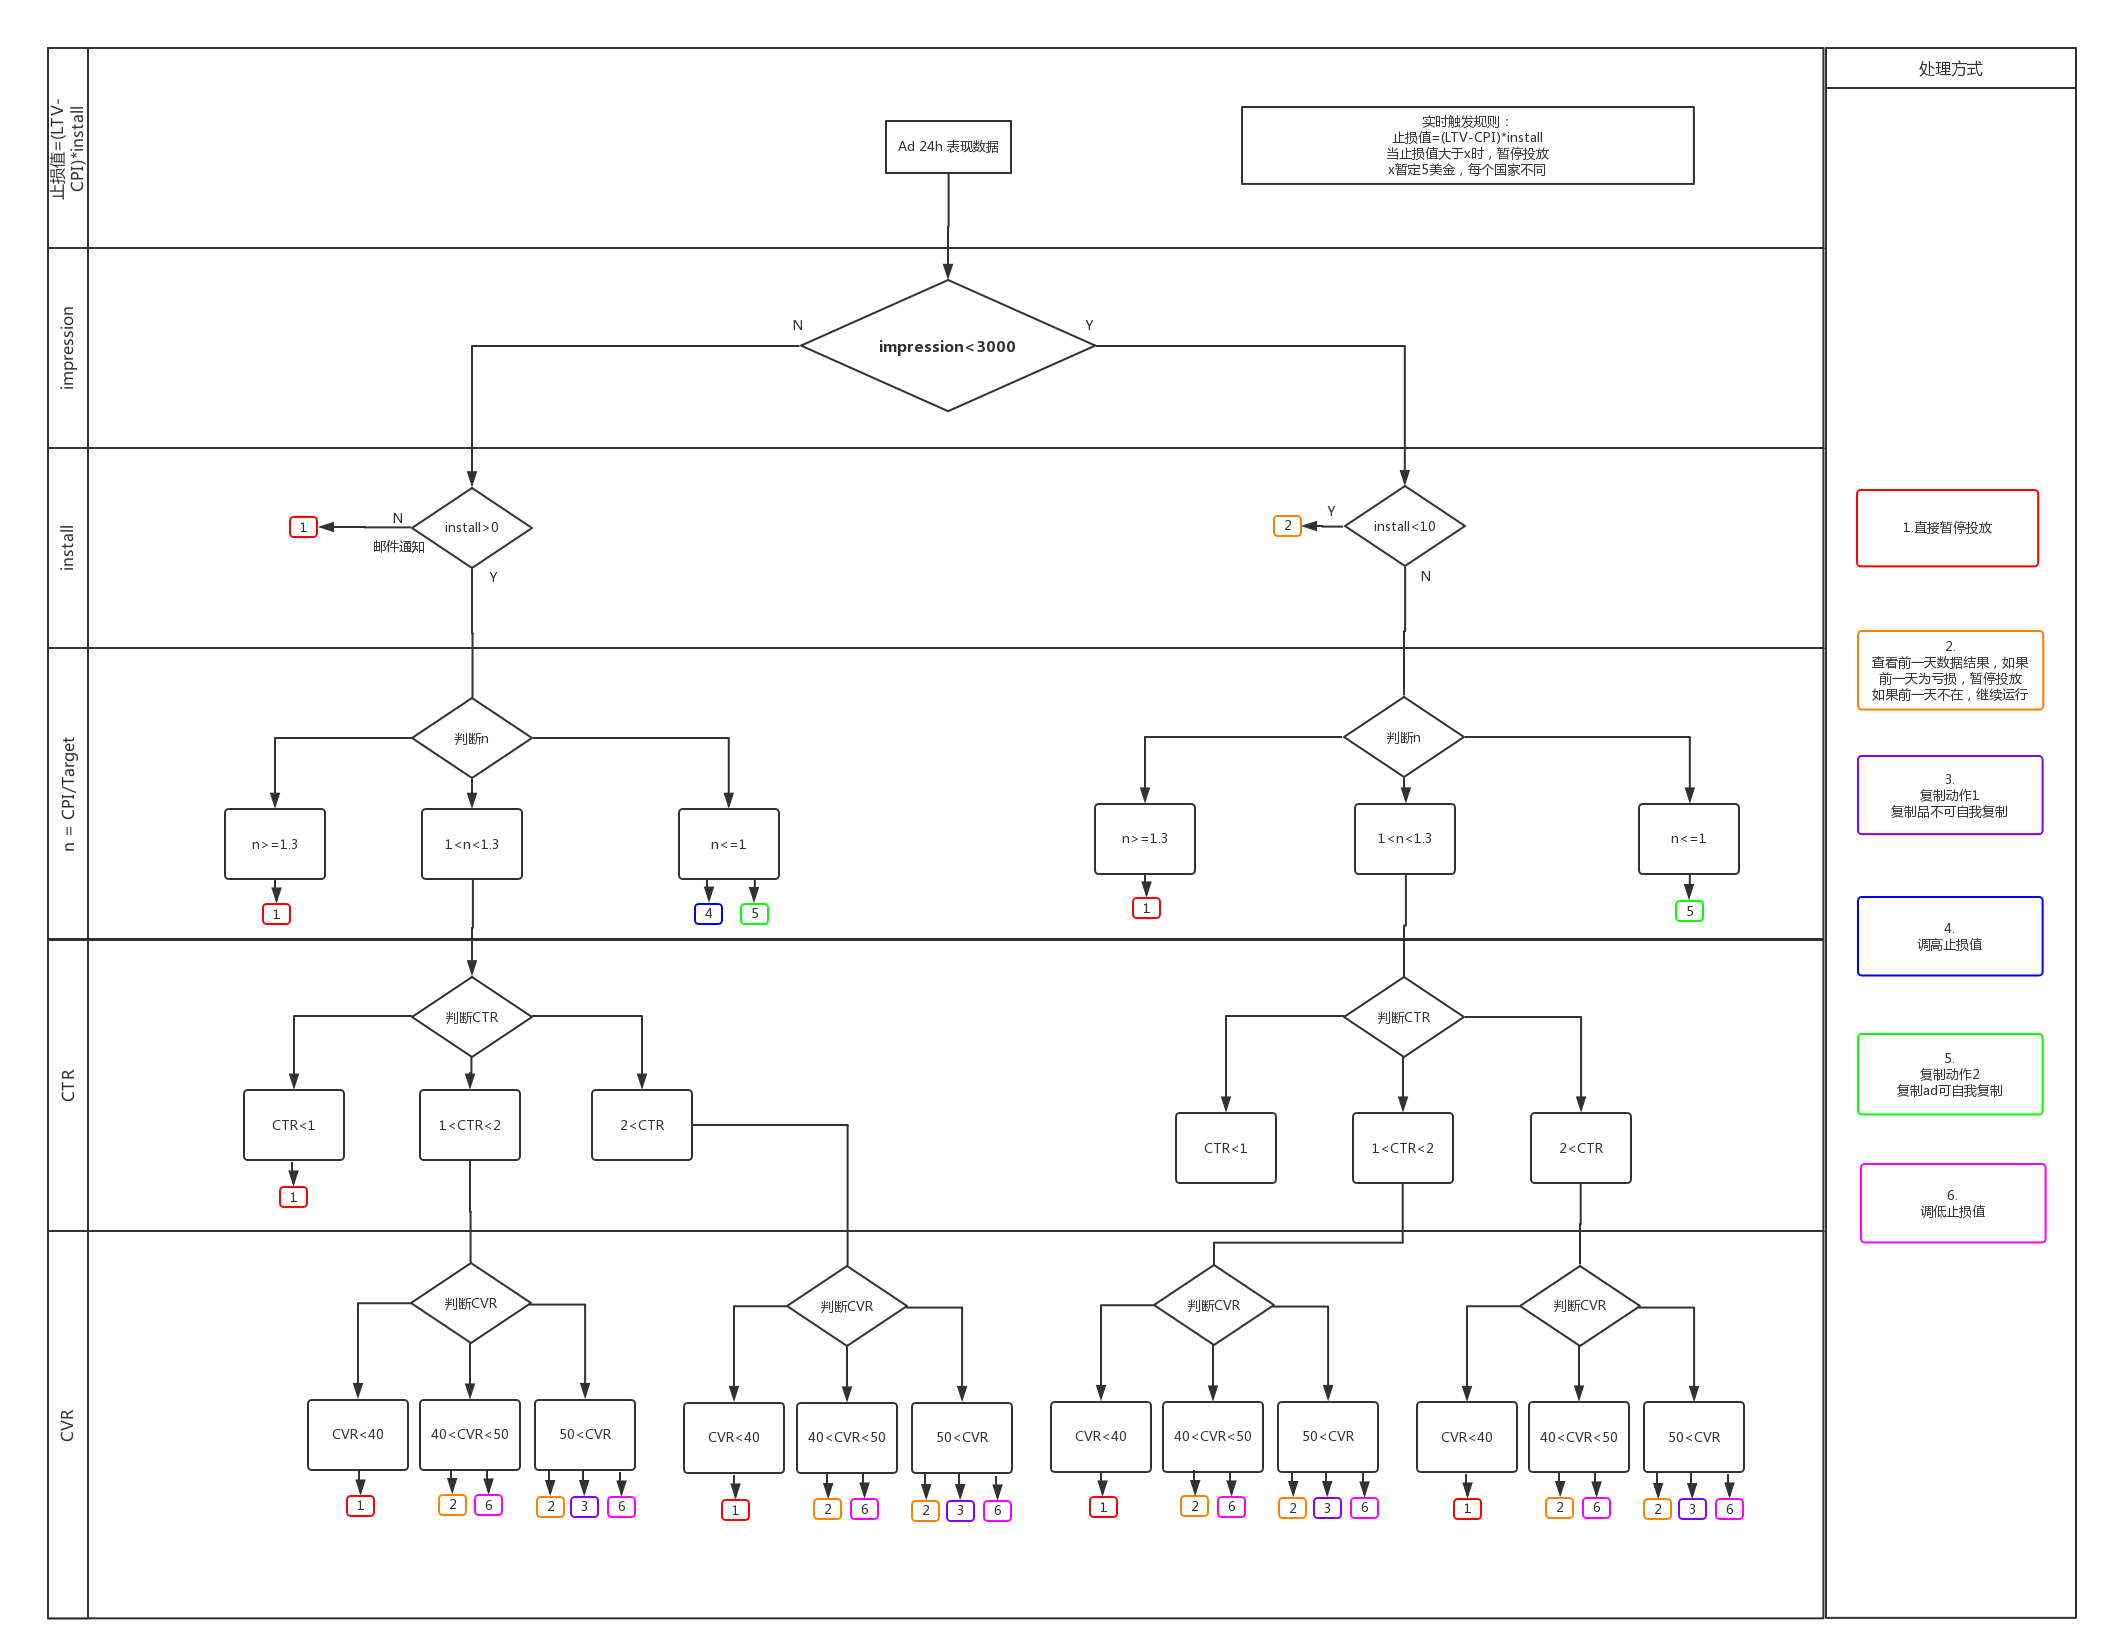 止损值=(LTV-
CPI)*install
处理方式
Ad 24h 表现数据
实时触发规则：
止损值=(LTV-CPI)*install
当止损值大于x时，暂停投放
x暂定5美金，每个国家不同
impression
N
Y
impression<3000
install
1
N
邮件通知
install>0
Y
2
Y
install<10
N
1.直接暂停投放
2.
查看前一天数据结果，如果
前一天为亏损，暂停投放
如果前一天不在，继续运行
n = CPI/Target
判断n
判断n
3.
复制动作1
复制品不可自我复制
n>=1.3
1<n<1.3
n<=1
n>=1.3
1<n<1.3
n<=1
1
4
5
1
5
4.
调高止损值
CTR
判断CTR
判断CTR
5.
复制动作2
复制ad可自我复制
CTR<1
1<CTR<2
2<CTR
CTR<1
1<CTR<2
2<CTR
1
6.
调低止损值
CVR
判断CVR
判断CVR
判断CVR
判断CVR
CVR<40
40<CVR<50
50<CVR
CVR<40
40<CVR<50
50<CVR
CVR<40
40<CVR<50
50<CVR
CVR<40
40<CVR<50
50<CVR
1
2
6
2
3
6
1
2
6
2
3
6
1
2
6
2
3
6
1
2
6
2
3
6